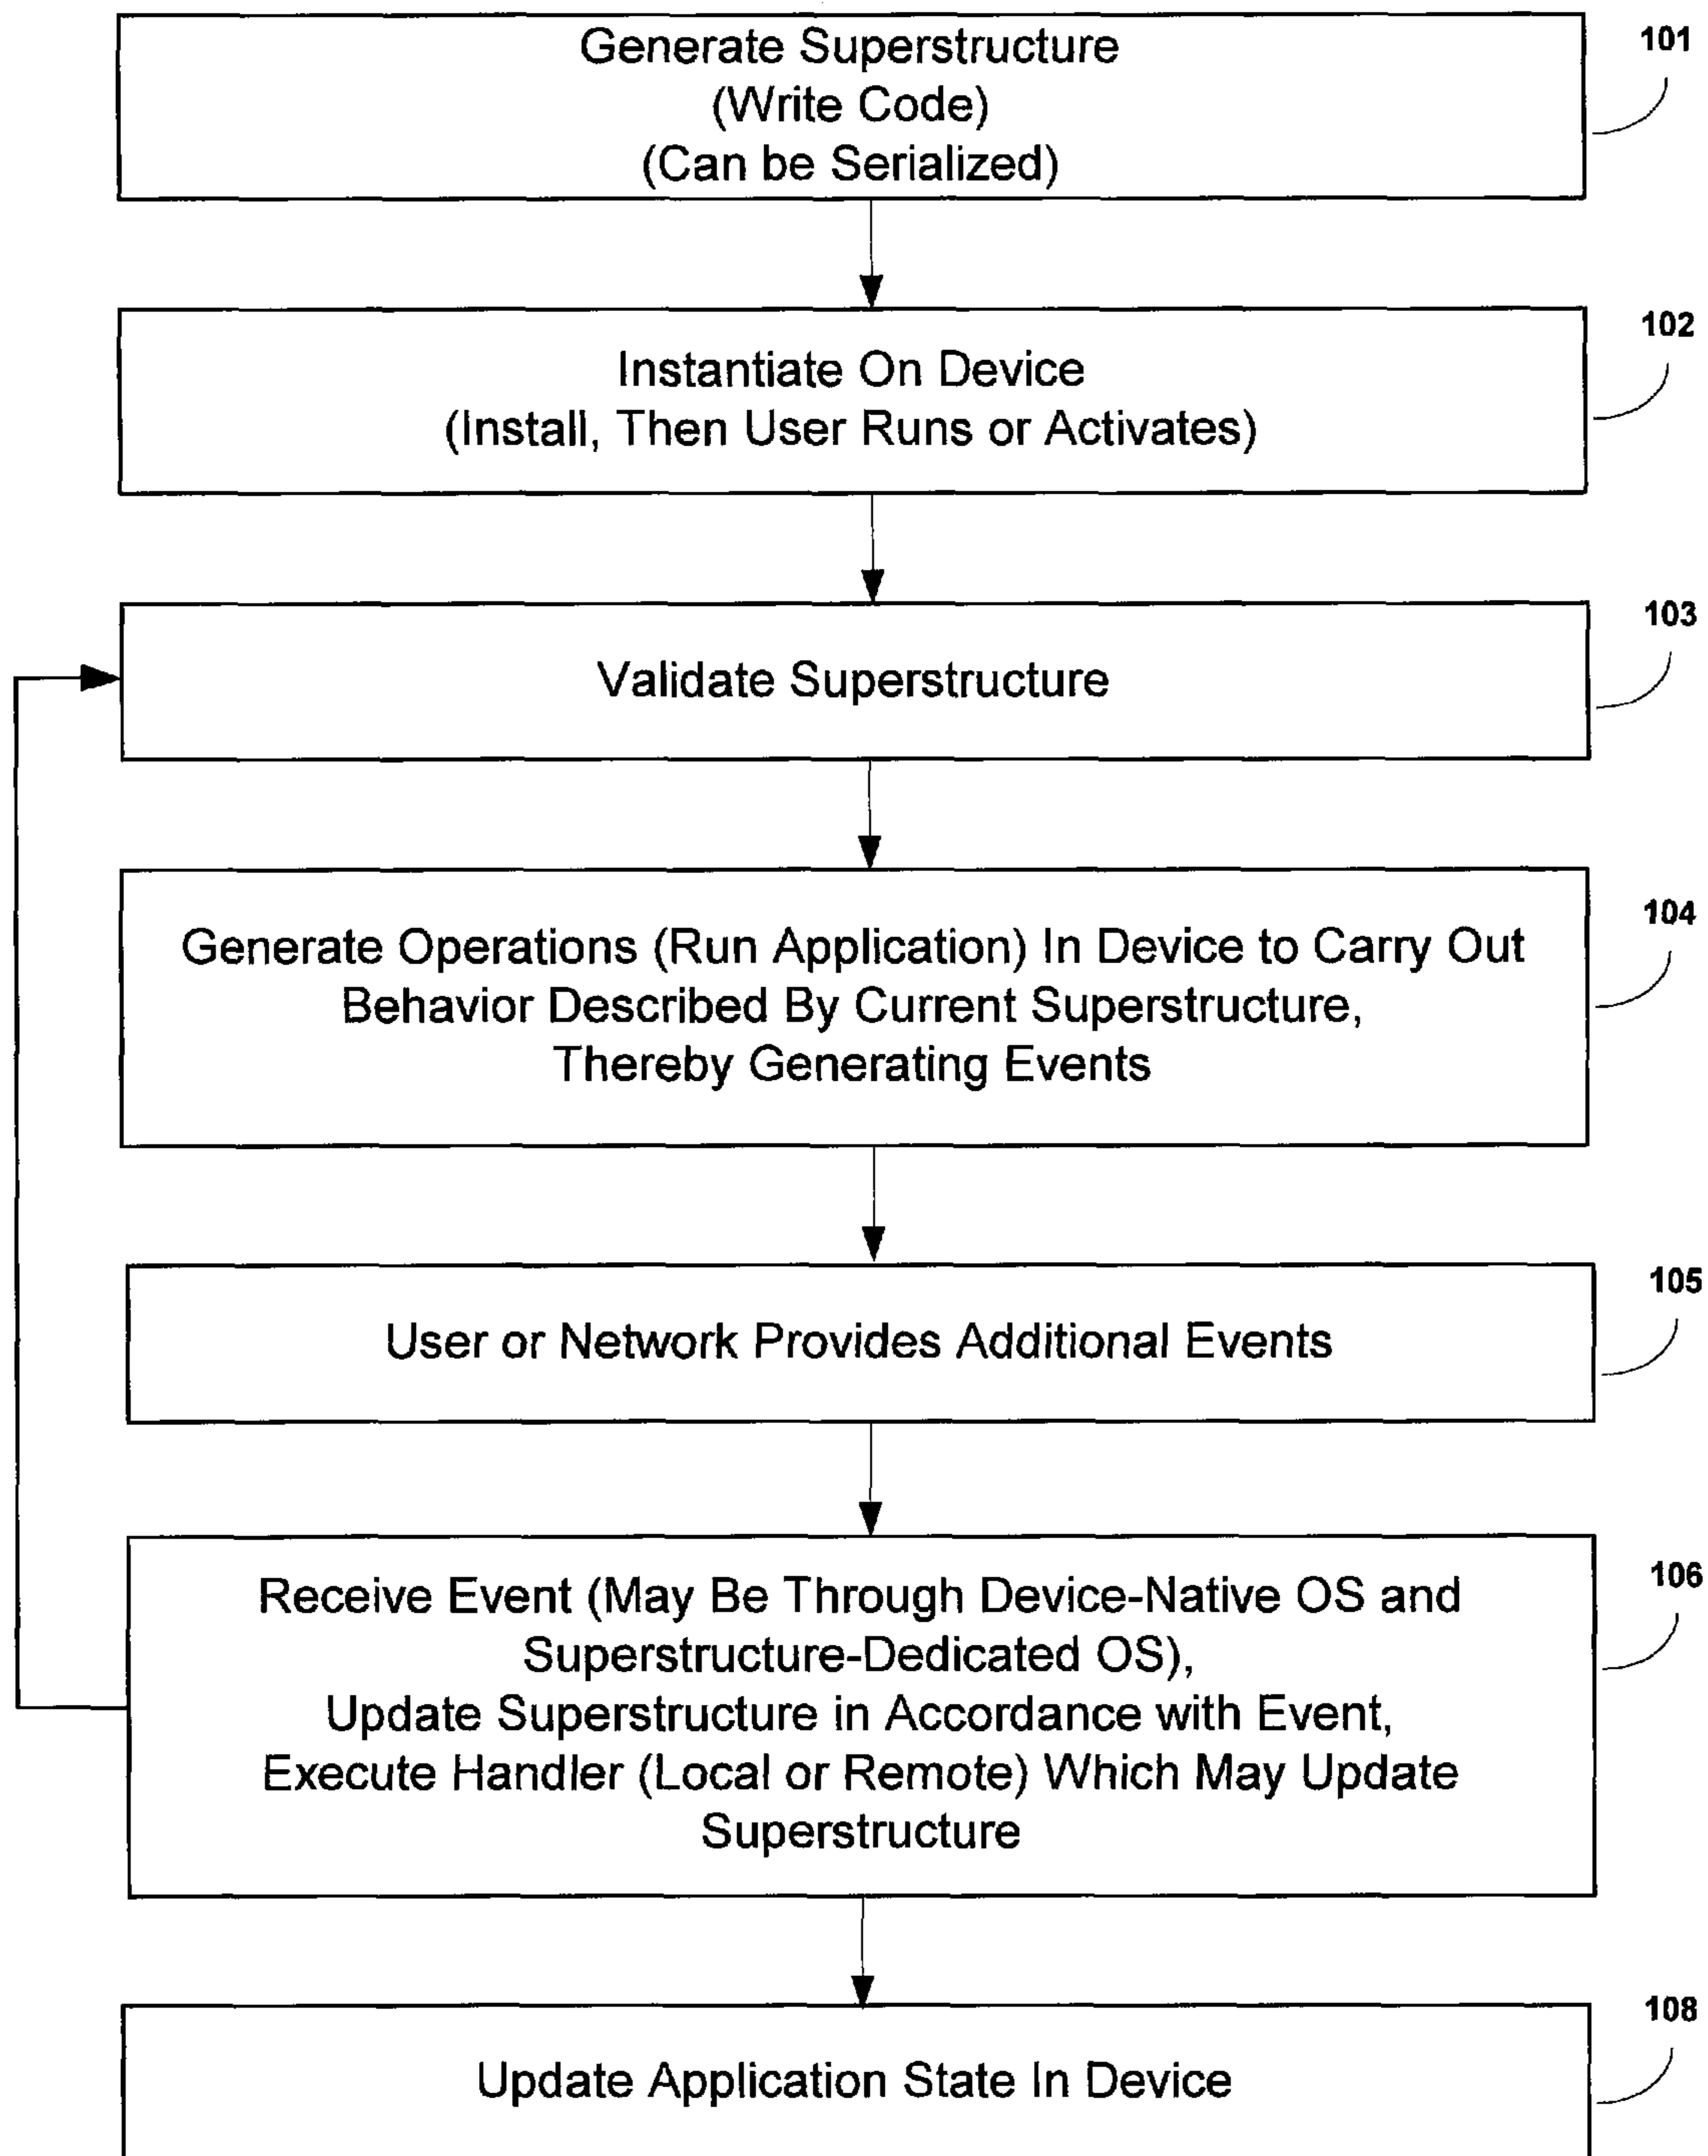 Generate Superstructure
(Write Code)
(Can be Serialized)
101
Instantiate On Device
(Install, Then User Runs or Activates)
102
Validate Superstructure
103
Generate Operations (Run Application) In Device to Carry Out
Behavior Described By Current Superstructure,
Thereby Generating Events
104
User or Network Provides Additional Events
105
Receive Event (May Be Through Device-Native OS and
Superstructure-Dedicated OS),
Update Superstructure in Accordance with Event,
Execute Handler (Local or Remote) Which May Update
Superstructure
106
Update Application State In Device
108